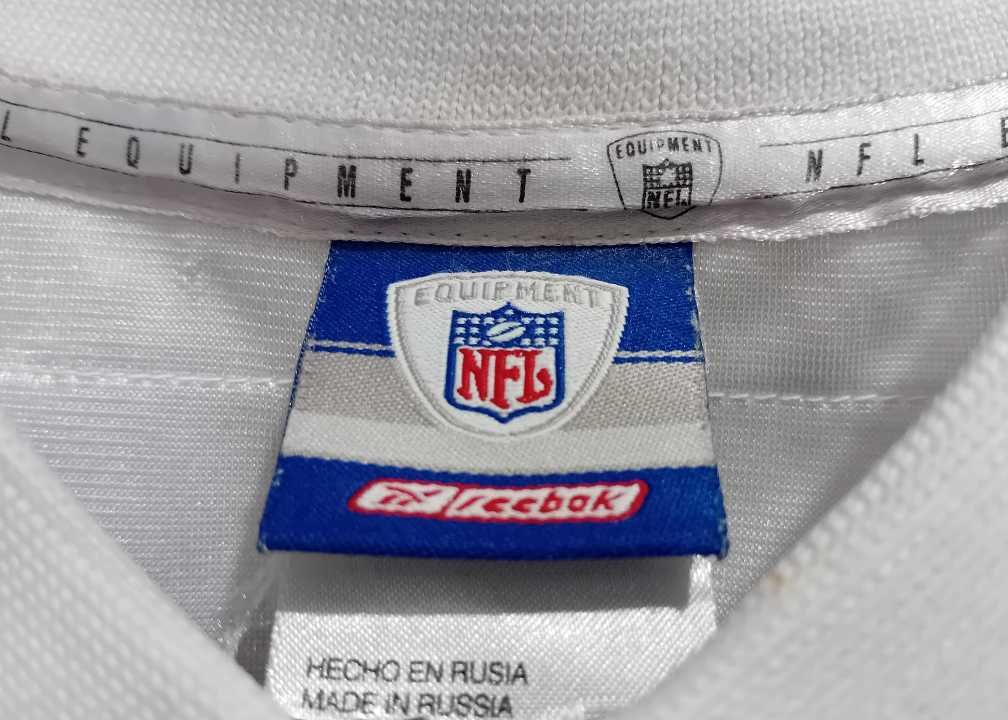 L EQUIPMENT
EQUIPMENT
NFL
NFL
EQUIPMENT
NFL
Reebok
HECHO EN RUSIA
MADE IN RUSSIA